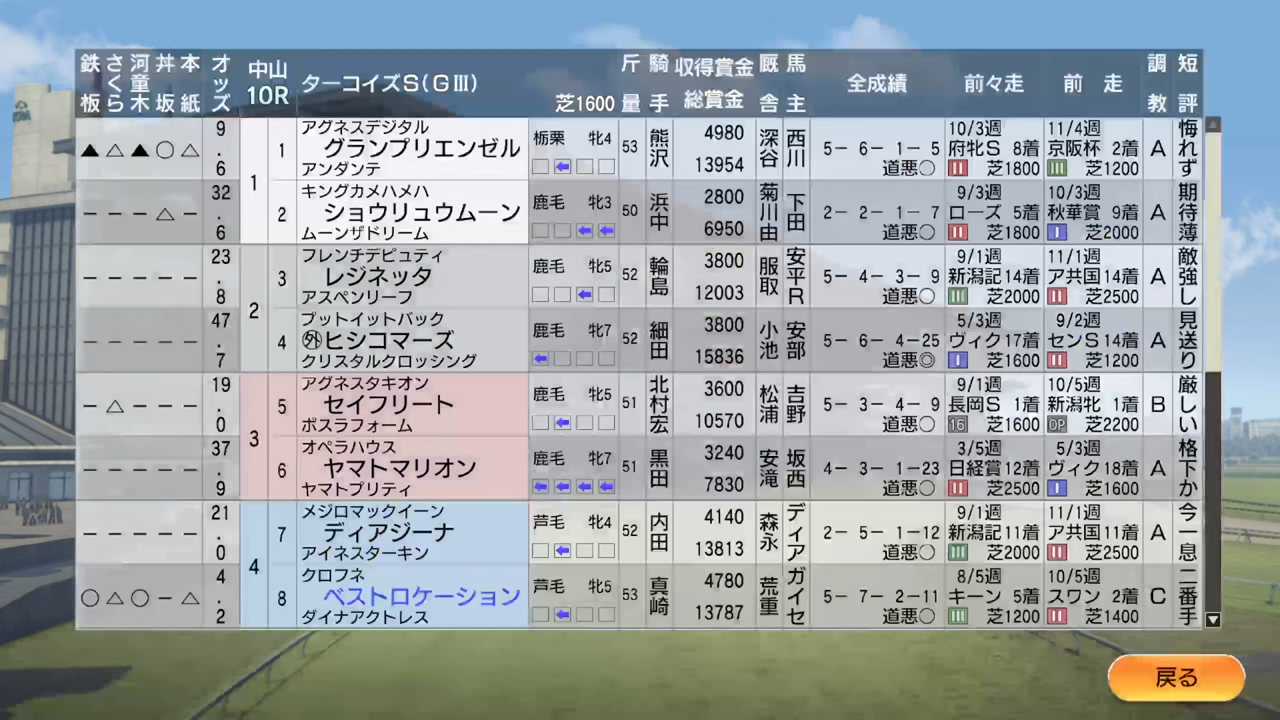 鉄板 さくら 河童木 丼坂 本紙 オッズ 中山10R ターコイズS(GⅢ) 芝1600 斤量 騎手 収得賞金 総賞金 厩舎 馬主 全成績 前々走 前走 調教 短評
▲ △ ▲ ○ △ 9.6 1 1 アグネスデジタル 栃栗 牝4 53 熊沢 4980 深谷 西川 5- 6- 1- 5 10/3週 11/4週 A 悔れず
グランプリエンゼル 府牝S 8着 京阪杯 2着
アンダンテ 13954 道悪○ Ⅱ 芝1800 Ⅲ 芝1200
- - - △ - 32.6 2 キングカメハメハ 鹿毛 牝3 50 浜中 2800 菊川由 下田 2- 2- 1- 7 9/3週 10/3週 A 期待薄
ショウリュウムーン ローズ 5着 秋華賞 9着
ムーンザドリーム 6950 道悪○ Ⅱ 芝1800 Ⅰ 芝2000
- - - - - 23.8 2 3 フレンチデピュティ 鹿毛 牝5 52 輪島 3800 服取 安平R 5- 4- 3- 9 9/1週 11/1週 A 敵強し
レジネッタ 新潟記 14着 ア共国 14着
アスペンリーフ 12003 道悪○ Ⅲ 芝2000 Ⅱ 芝2500
- - - - - 47.7 4 プットイットバック 鹿毛 牝7 52 細田 3800 小池 安部 5- 6- 4-25 5/3週 9/2週 A 見送り
外 ヒシコマーズ ヴィク 17着 センS 14着
クリスタルクロッシング 15836 道悪◎ Ⅰ 芝1600 Ⅱ 芝1200
- △ - - - 19.0 3 5 アグネスタキオン 鹿毛 牝5 51 北村宏 3600 松浦 吉野 5- 3- 4- 9 9/1週 10/5週 B 厳しい
セイフリート 長岡S 1着 新潟牝 1着
ボスラフォーム 10570 道悪○ 16 芝1600 OP 芝2200
- - - - - 37.9 6 オペラハウス 鹿毛 牝7 51 黒田 3240 安滝 坂西 4- 3- 1-23 3/5週 5/3週 A 格下か
ヤマトマリオン 日経賞 12着 ヴィク 18着
ヤマトプリティ 7830 道悪○ Ⅱ 芝2500 Ⅰ 芝1600
- - - - - 21.0 4 7 メジロマックイーン 芦毛 牝4 52 内田 4140 森永 ディア 2- 5- 1-12 9/1週 11/1週 A 今一息
ディアジーナ 新潟記 11着 ア共国 11着
アイネスターキン 13813 道悪○ Ⅲ 芝2000 Ⅱ 芝2500
○ △ ○ - △ 4.2 8 クロフネ 芦毛 牝5 53 真崎 4780 荒重 ガイセ 5- 7- 2-11 8/5週 10/5週 C 二番手
ベストロケーション キーン 5着 スワン 2着
ダイナアクトレス 13787 道悪○ Ⅲ 芝1200 Ⅱ 芝1400
戻る